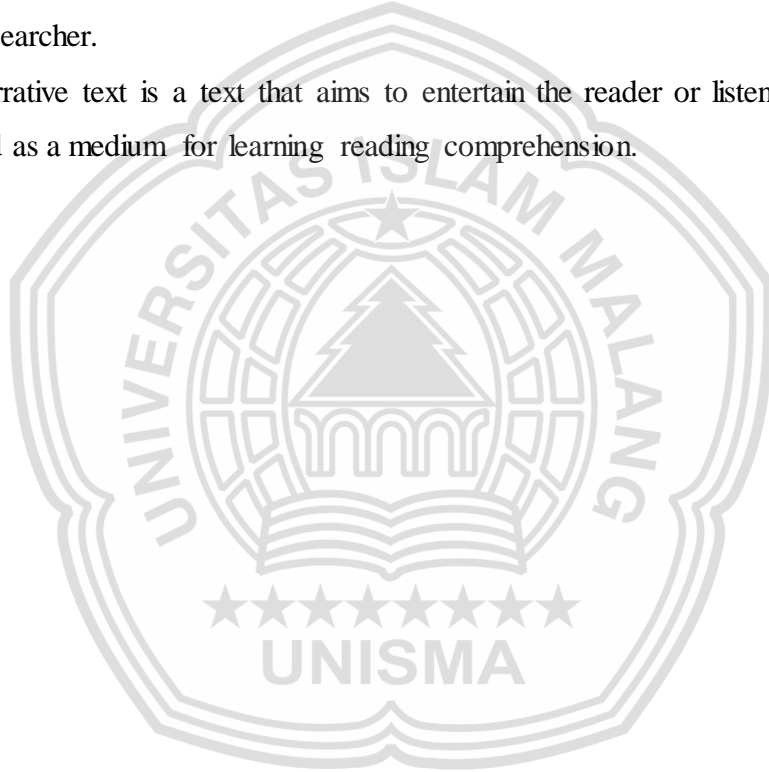 earcher.
rrative text is a text that aims to entertain the reader or listen
as a medium for learning reading comprehension.
UNIVERSITAS ISLAM MALANG
UNISMA